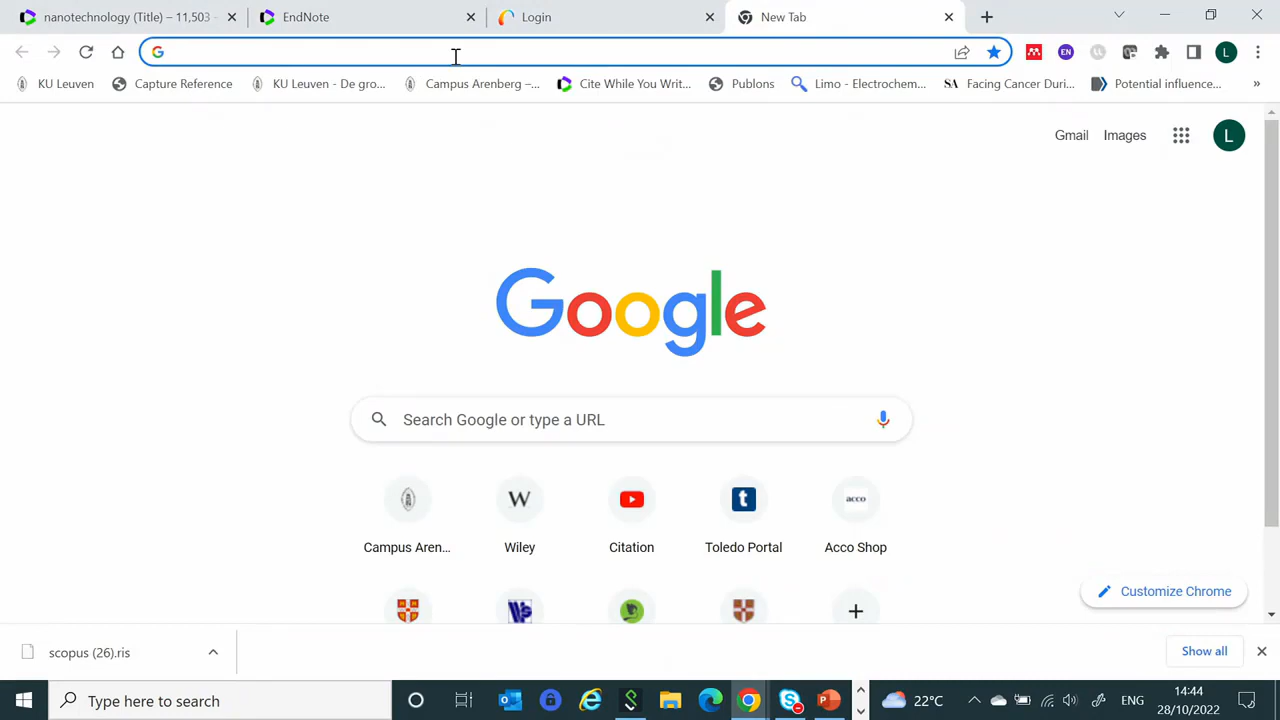 nanotechnology (Title) – 11,503
EndNote
Login
New Tab
KU Leuven
Capture Reference
KU Leuven - De gro...
Campus Arenberg –...
Cite While You Writ...
Publons
Limo - Electrochem...
SA Facing Cancer Duri...
Potential influence...
»
EN
L
Gmail
Images
L
Google
Search Google or type a URL
W
t
acco
Campus Aren...
Wiley
Citation
Toledo Portal
Acco Shop
Customize Chrome
scopus (26).ris
Show all
Type here to search
22°C
ENG
14:44
28/10/2022